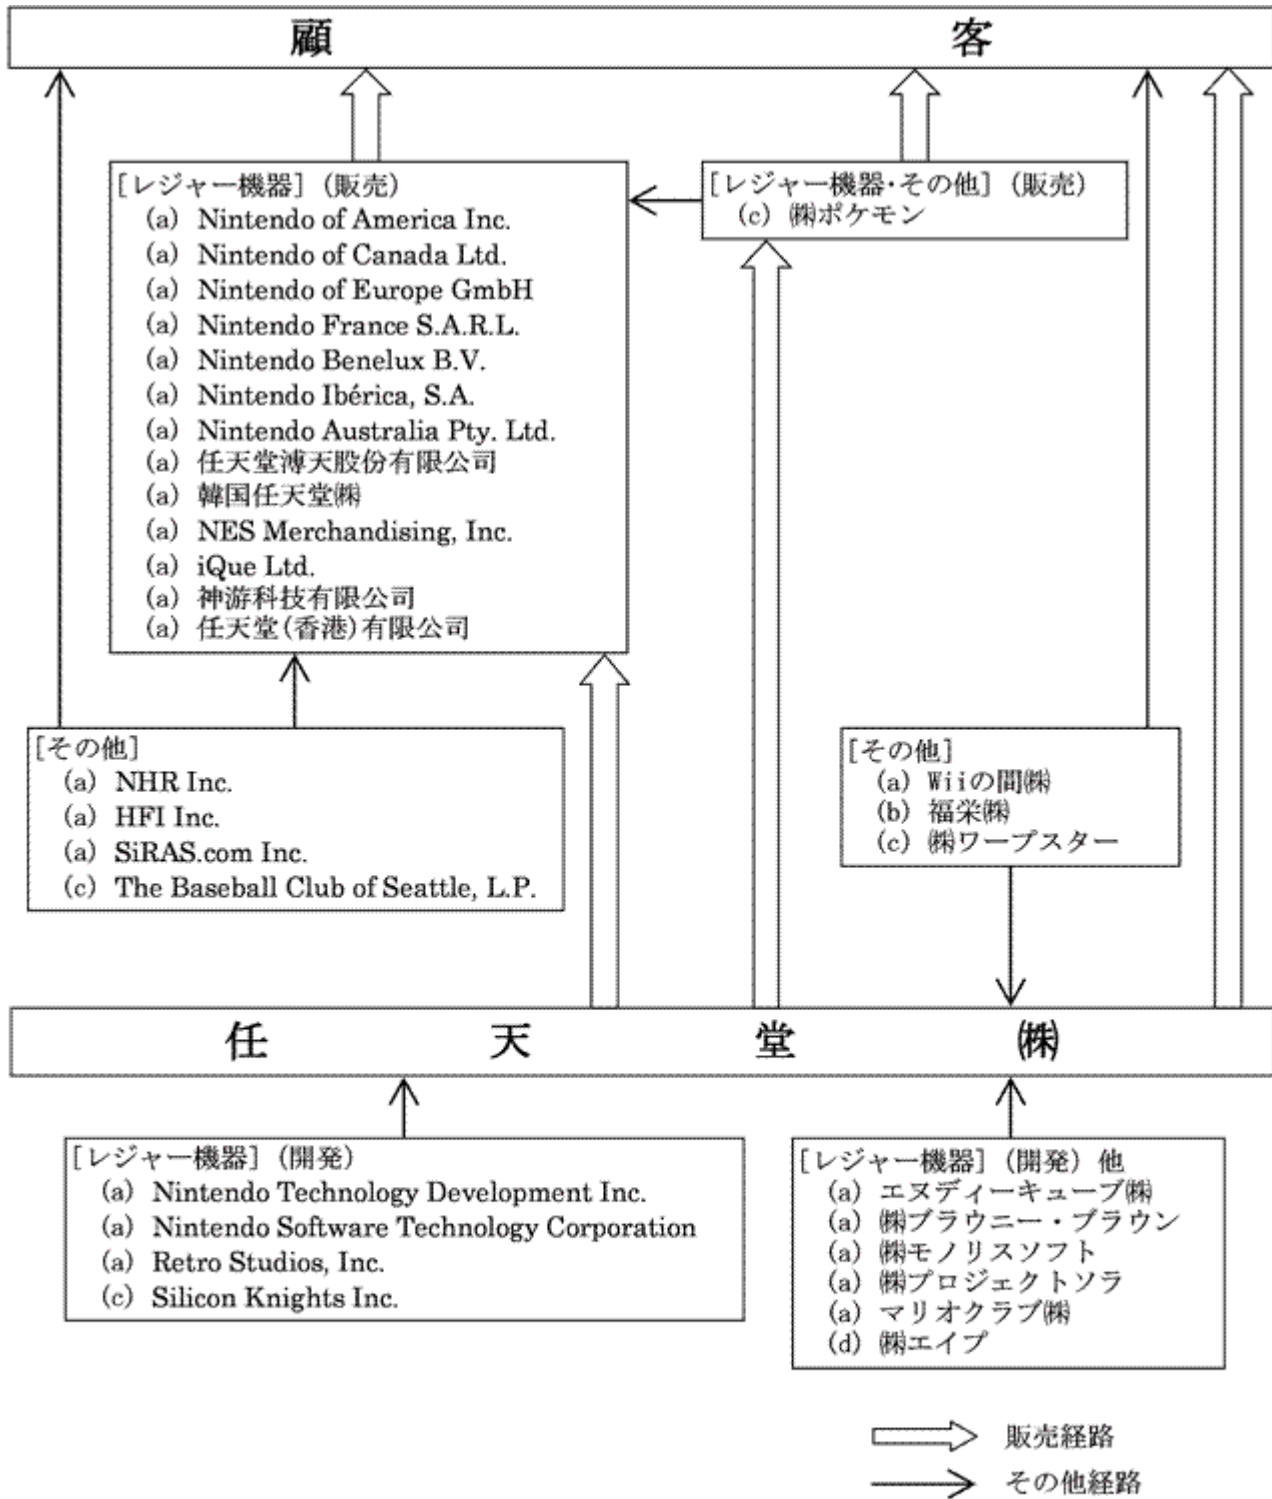 顧客
[レジャー機器](販売)
(a) Nintendo of America Inc.
(a) Nintendo of Canada Ltd.
(a) Nintendo of Europe GmbH
(a) Nintendo France S.A.R.L.
(a) Nintendo Benelux B.V.
(a) Nintendo Ibérica, S.A.
(a) Nintendo Australia Pty. Ltd.
(a) 任天堂溥天股份有限公司
(a) 韓国任天堂㈱
(a) NES Merchandising, Inc.
(a) iQue Ltd.
(a) 神游科技有限公司
(a) 任天堂(香港)有限公司
[レジャー機器・その他](販売)
(c) ㈱ポケモン
[その他]
(a) NHR Inc.
(a) HFI Inc.
(a) SiRAS.com Inc.
(c) The Baseball Club of Seattle, L.P.
[その他]
(a) Wiiの間㈱
(b) 福栄㈱
(c) ㈱ワープスター
任天堂㈱
[レジャー機器](開発)
(a) Nintendo Technology Development Inc.
(a) Nintendo Software Technology Corporation
(a) Retro Studios, Inc.
(c) Silicon Knights Inc.
[レジャー機器](開発)他
(a) エヌディーキューブ㈱
(a) ㈱ブラウニー・ブラウン
(a) ㈱モノリスソフト
(a) ㈱プロジェクトソラ
(a) マリオクラブ㈱
(d) ㈱エイプ
販売経路
その他経路